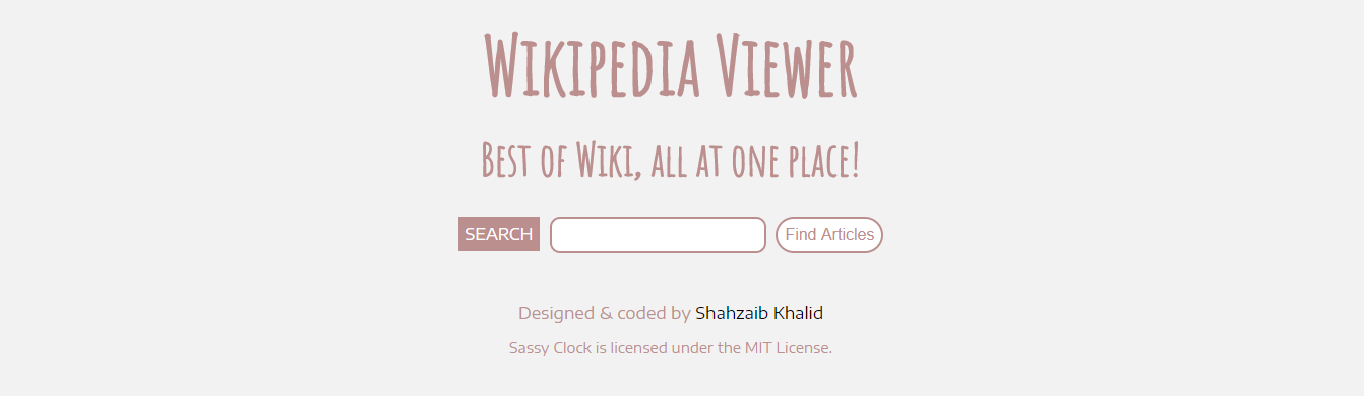 Wikipedia Viewer
Best of Wiki, all at one place!
SEARCH Find Articles
Designed & coded by Shahzaib Khalid
Sassy Clock is licensed under the MIT License.